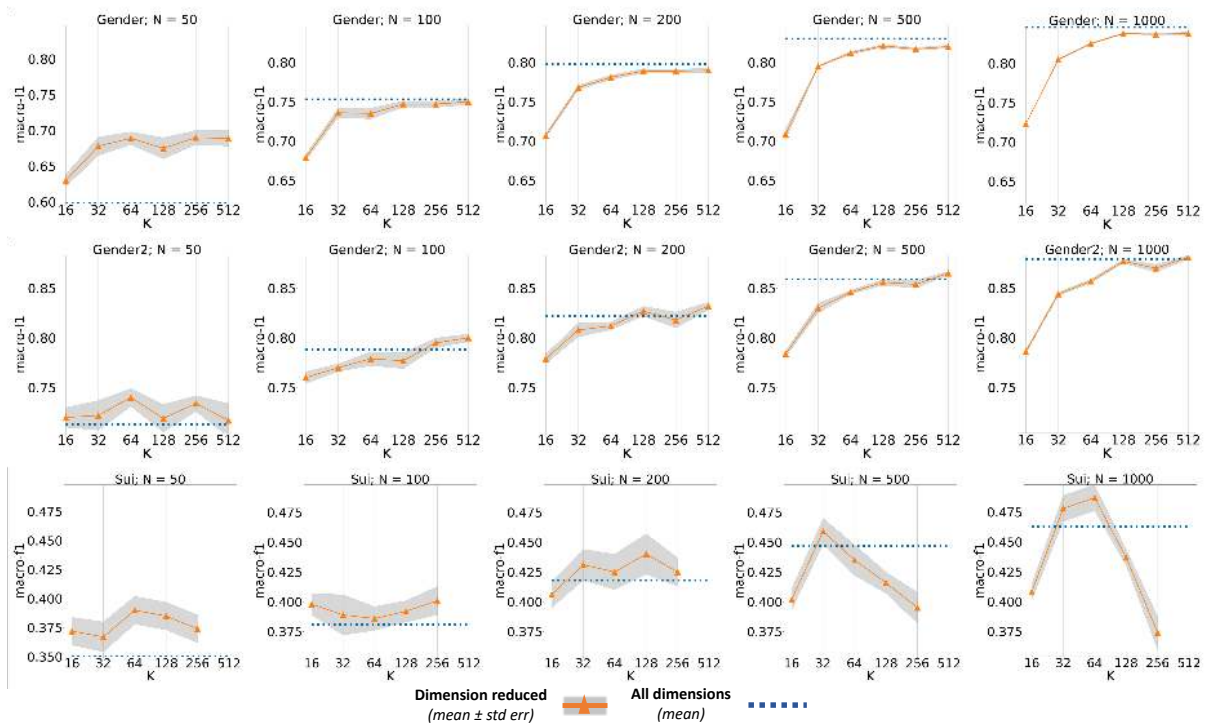 Gender; N = 50 Gender; N = 100 Gender; N = 200 Gender; N = 500 Gender; N = 1000
macro-f1 macro-f1 macro-f1 macro-f1 macro-f1
0.80 0.80 0.80 0.80 0.80
0.75 0.75 0.75 0.75 0.75
0.70 0.70 0.70 0.70 0.70
0.65 0.65 0.65 0.65 0.65
0.60
16 32 64 128 256 512 16 32 64 128 256 512 16 32 64 128 256 512 16 32 64 128 256 512 16 32 64 128 256 512
K K K K K
Gender2; N = 50 Gender2; N = 100 Gender2; N = 200 Gender2; N = 500 Gender2; N = 1000
macro-f1 macro-f1 macro-f1 macro-f1 macro-f1
0.85 0.85 0.85 0.85 0.85
0.80 0.80 0.80 0.80 0.80
0.75 0.75 0.75 0.75 0.75
16 32 64 128 256 512 16 32 64 128 256 512 16 32 64 128 256 512 16 32 64 128 256 512 16 32 64 128 256 512
K K K K K
Sui; N = 50 Sui; N = 100 Sui; N = 200 Sui; N = 500 Sui; N = 1000
macro-f1 macro-f1 macro-f1 macro-f1 macro-f1
0.475 0.475 0.475 0.475 0.475
0.450 0.450 0.450 0.450 0.450
0.425 0.425 0.425 0.425 0.425
0.400 0.400 0.400 0.400 0.400
0.375 0.375 0.375 0.375 0.375
0.350
16 32 64 128 256 512 16 32 64 128 256 512 16 32 64 128 256 512 16 32 64 128 256 512 16 32 64 128 256 512
K K K K K
Dimension reduced All dimensions
(mean ± std err) (mean)